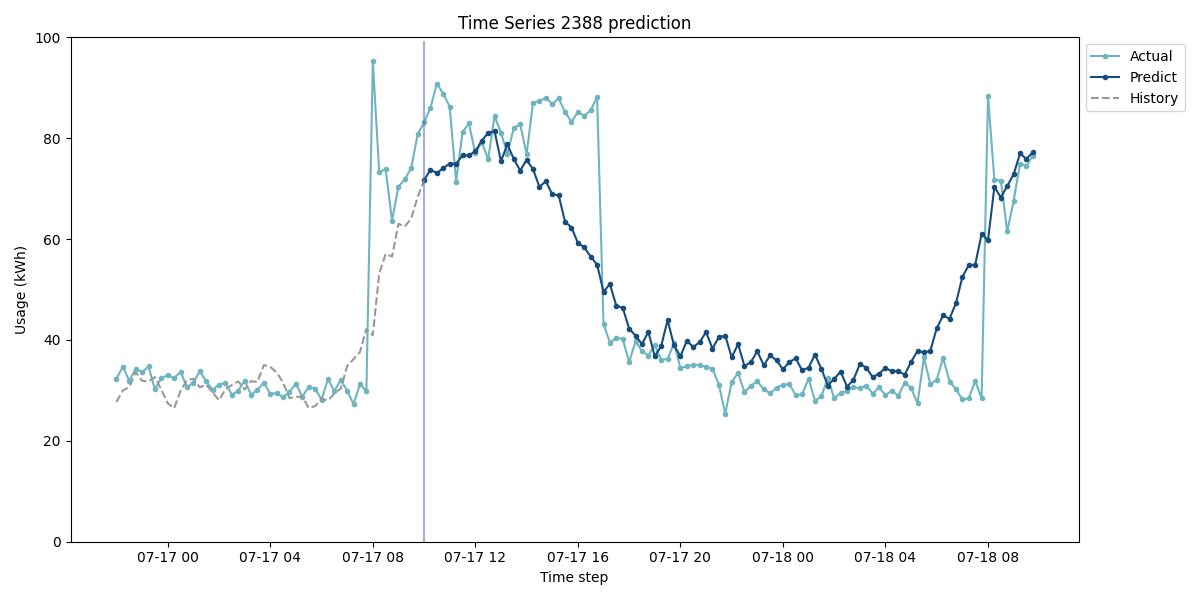 Time Series 2388 prediction
100
80
60
40
20
0
Usage (kWh)
07-17 00
07-17 04
07-17 08
07-17 12
07-17 16
07-17 20
07-18 00
07-18 04
07-18 08
Time step
Actual
Predict
History